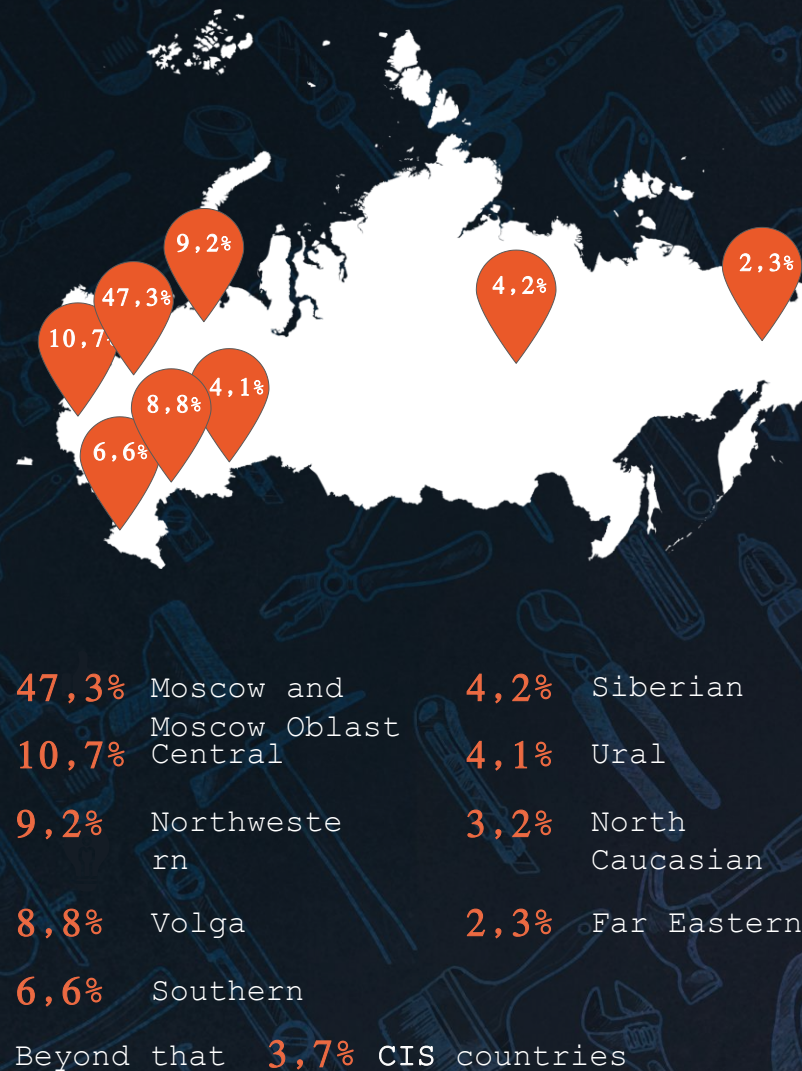 9,2%
47,3%
10,7
4,2%
2,3%
4,1%
8,8%
6,6%
47,3% Moscow and
Moscow Oblast
10,7% Central
9,2% Northweste
rn
8,8% Volga
6,6% Southern
4,2% Siberian
4,1% Ural
3,2% North
Caucasian
2,3% Far Eastern
Beyond that 3,7% CIS countries